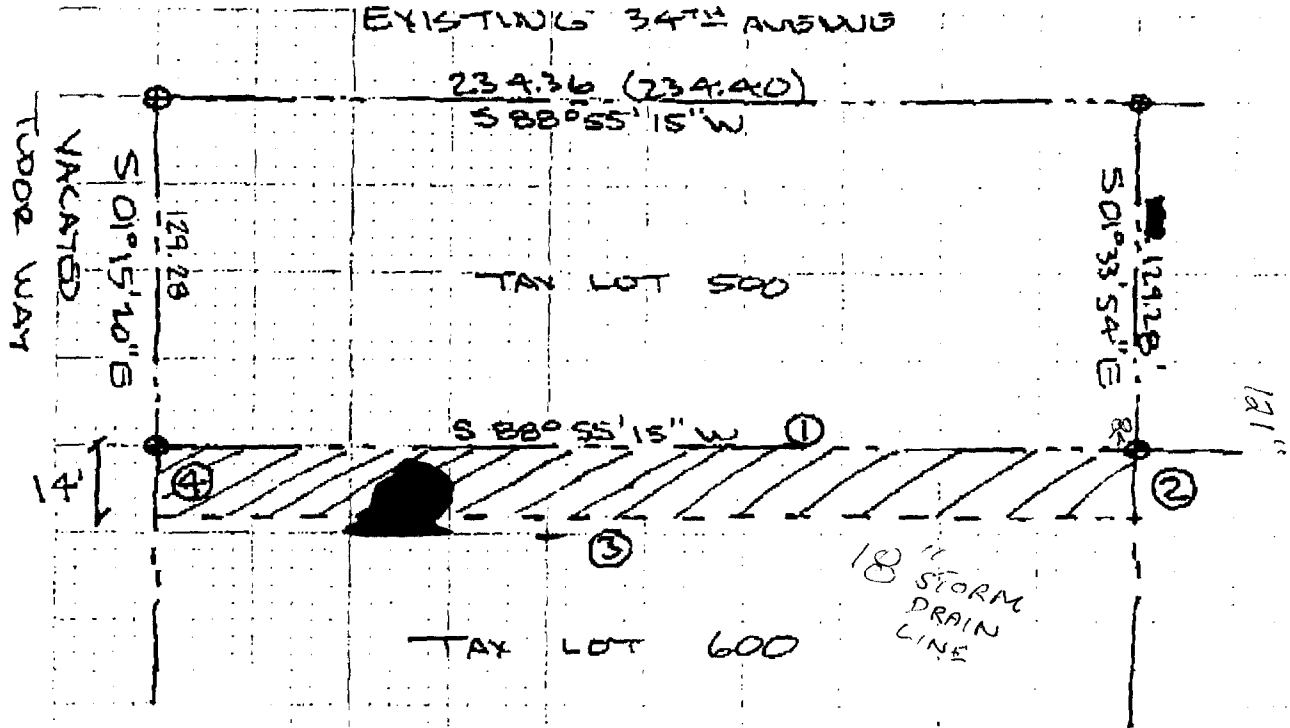 EXISTING 34TH AVENUE
234.36 (234.40)
S 88°55'15" W
TUDOR WAY
VACATED
S 01°15'20" E
129.28
TAX LOT 500
129.28'
S 01°33'54" E
121"
S 88°55'15" W ①
14'
④
②
③
18" STORM
DRAIN
LINE
TAX LOT 600